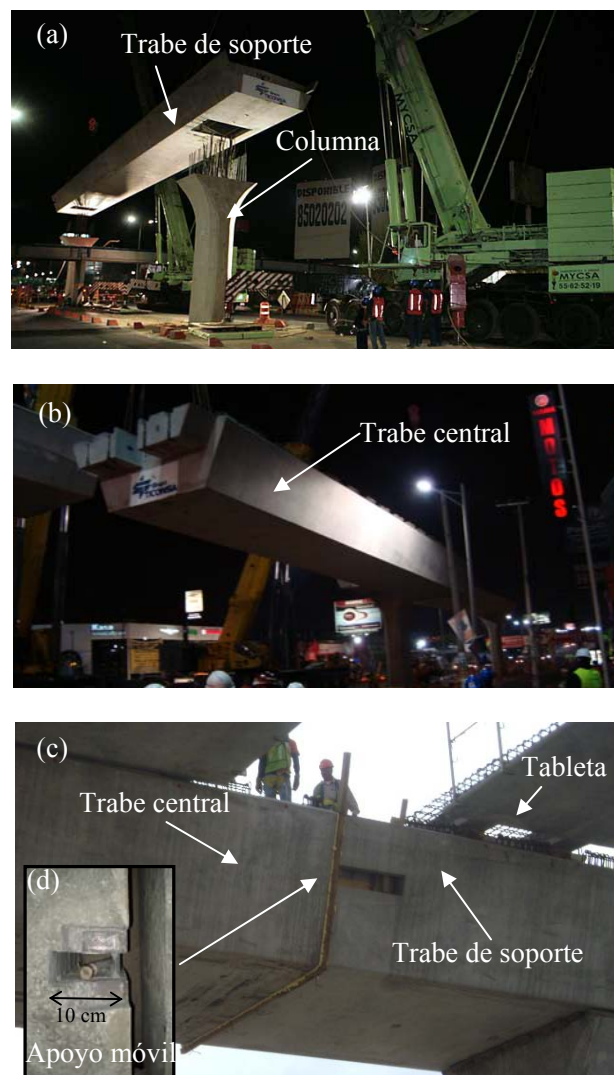 (a)
Trabe de soporte
Columna
DISPONIBLE
85020202
MYCSA
MYCSA
55-62-52-19
(b)
Trabe central
MOTOS
(c)
Tableta
Trabe central
(d)
Trabe de soporte
10 cm
Apoyo móvil